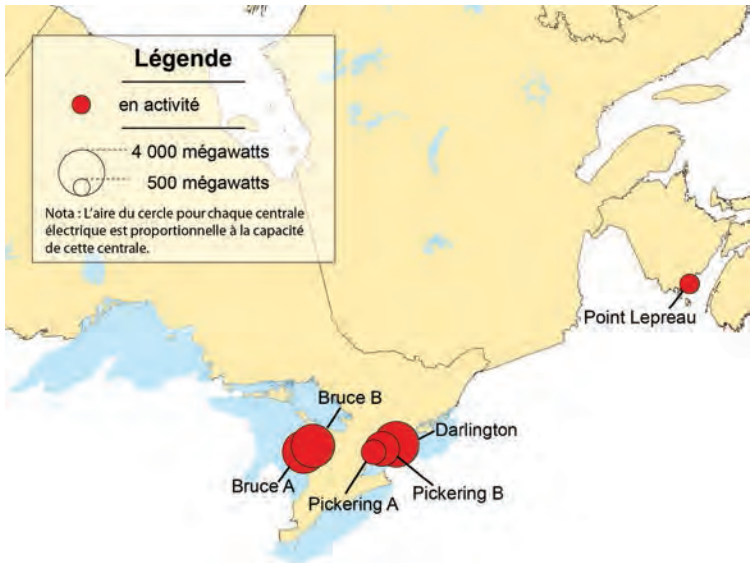 Légende
en activité
4 000 mégawatts
500 mégawatts
Nota : L'aire du cercle pour chaque centrale
électrique est proportionnelle à la capacité
de cette centrale.
Point Lepreau
Bruce B
Darlington
Bruce A
Pickering A
Pickering B